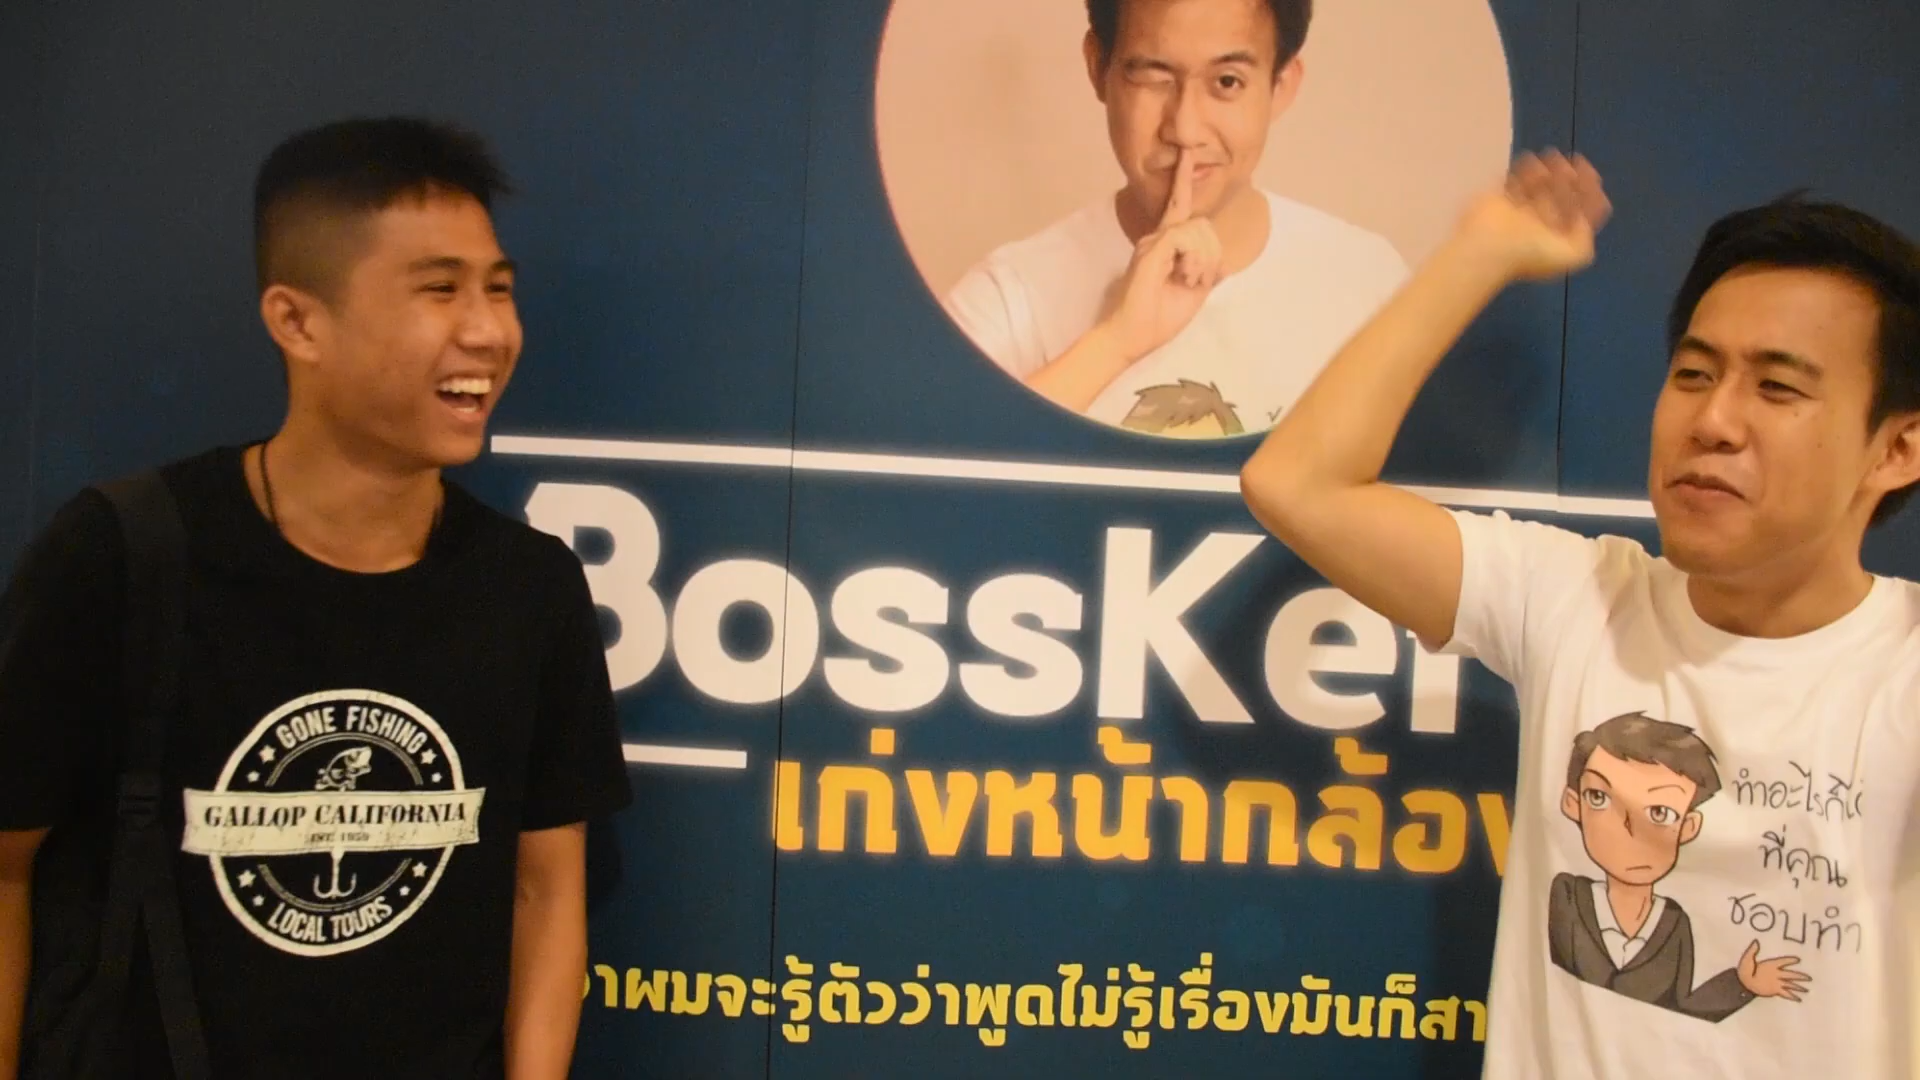 BossKer
เก่งหน้ากล้อง
าผมจะรู้ตัวว่าพูดไม่รู้เรื่องมันก็สา
GONE FISHING
GALLOP CALIFORNIA
LOCAL TOURS
ทำอะไรก็ได้
ที่คุณ
ชอบทำ